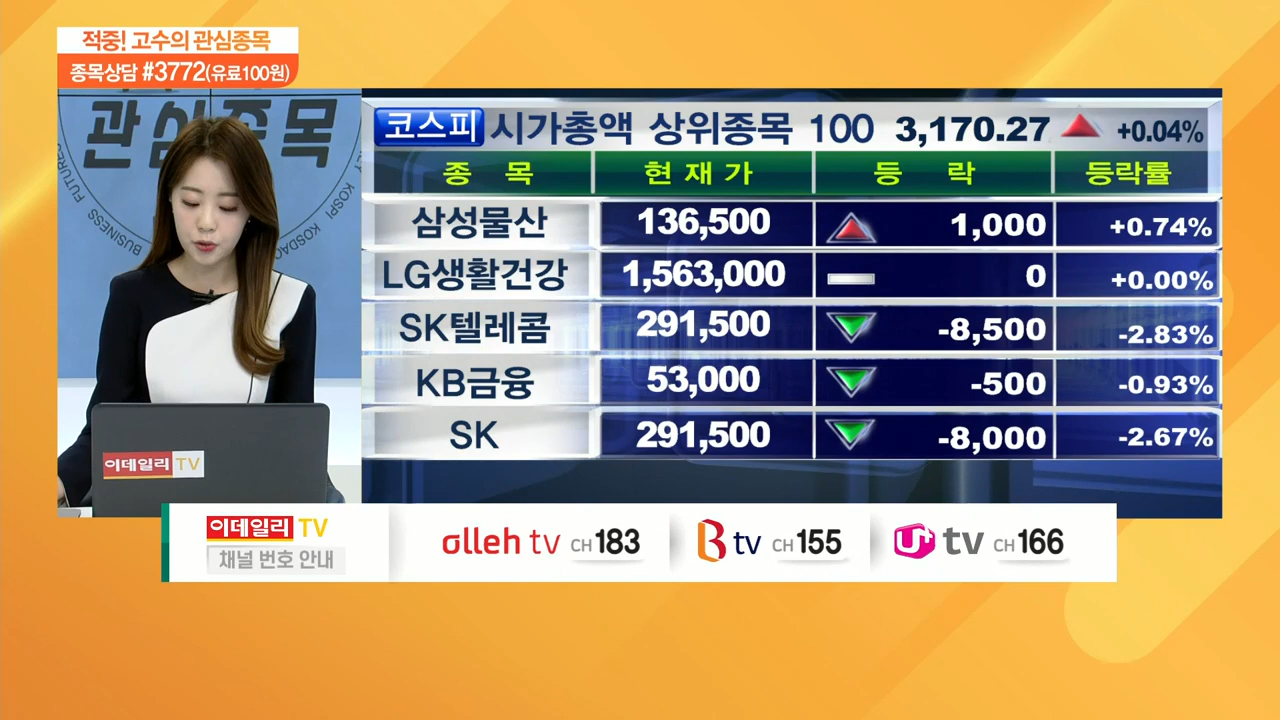 적중! 고수의 관심종목
종목상담 #3772(유료100원)
관심종목
BUSINESS FUTURES
KOSPI KOSDAQ
코스피 시가총액 상위종목 100 3,170.27 +0.04%
종 목 현 재 가 등 락 등락률
삼성물산 136,500 1,000 +0.74%
LG생활건강 1,563,000 0 +0.00%
SK텔레콤 291,500 -8,500 -2.83%
KB금융 53,000 -500 -0.93%
SK 291,500 -8,000 -2.67%
이데일리 TV
이데일리 TV
채널 번호 안내
olleh tv CH 183
B tv CH 155
U+ tv CH 166